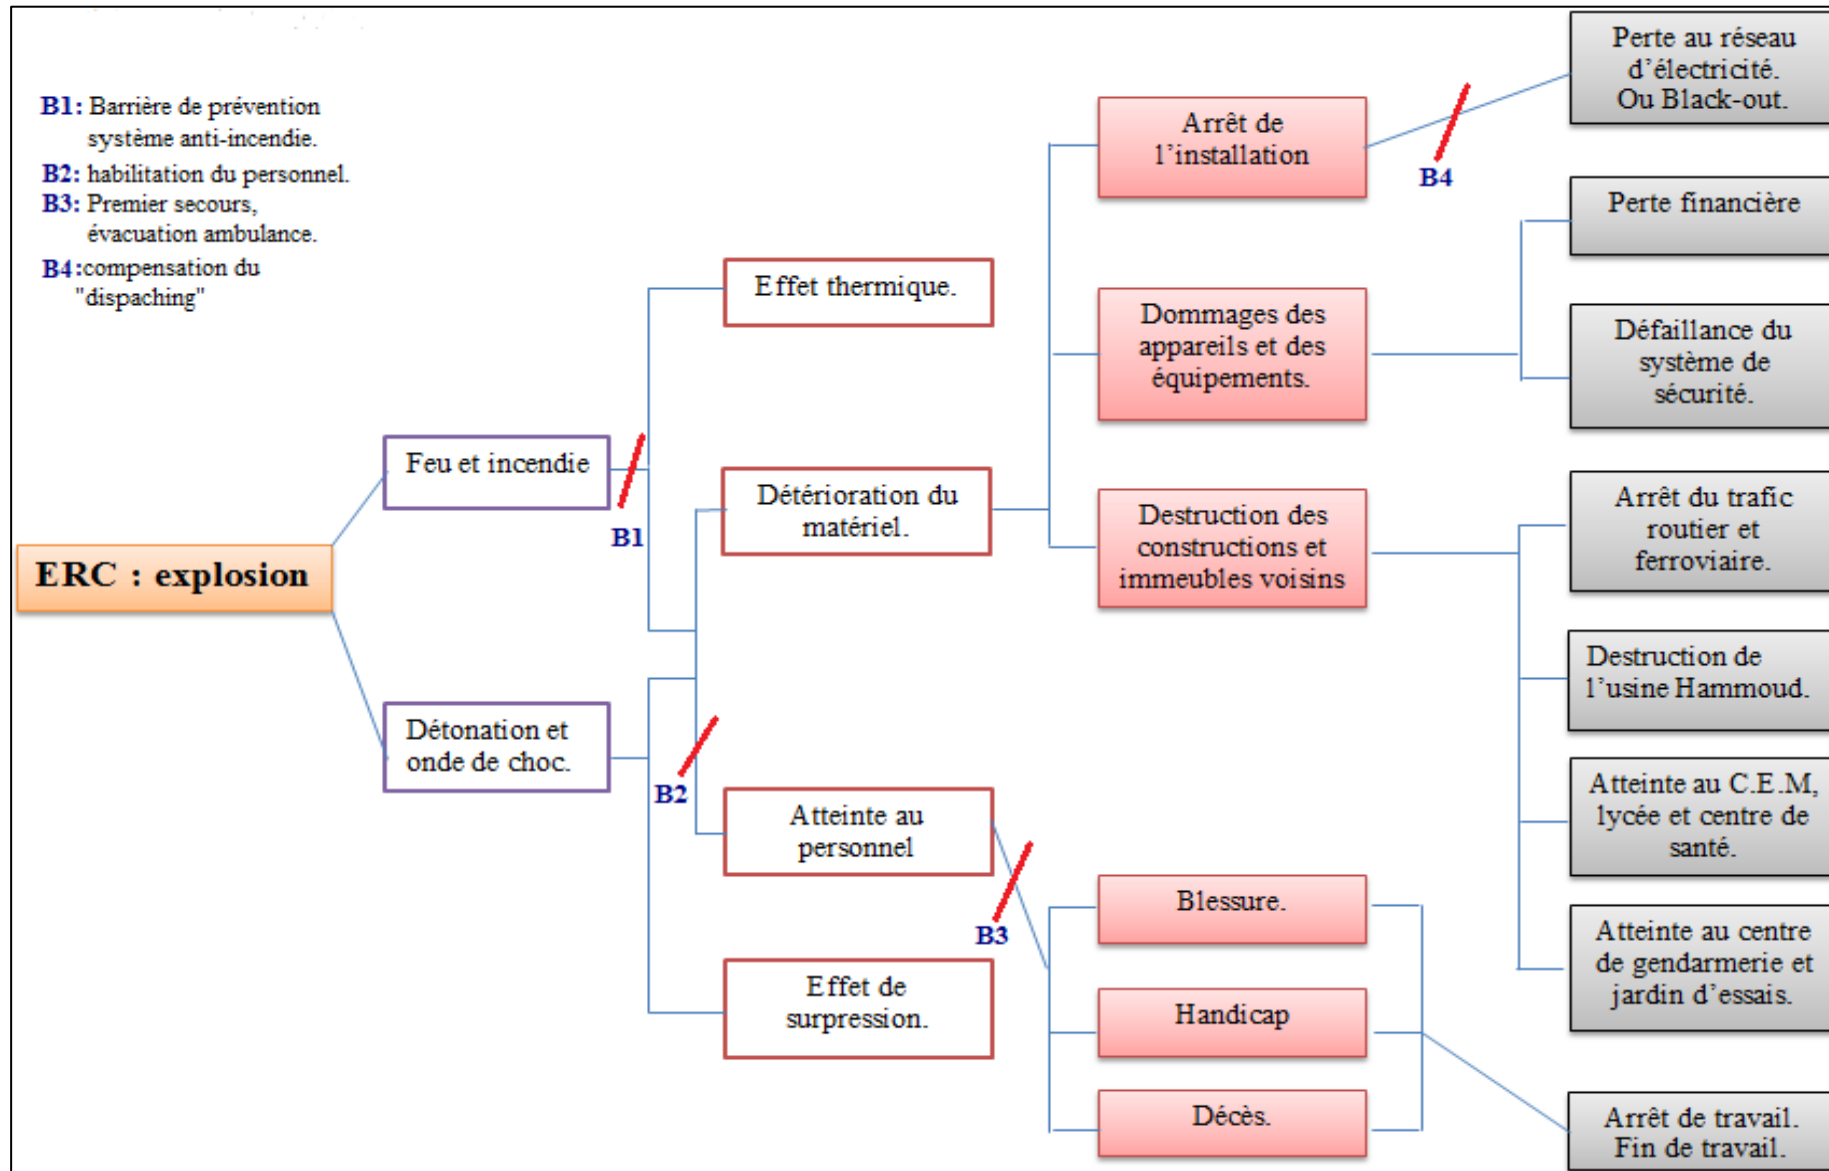 B1: Barrière de prévention
système anti-incendie.
B2: habilitation du personnel.
B3: Premier secours,
évacuation ambulance.
B4:compensation du
"dispaching"
ERC : explosion
Feu et incendie
Détonation et
onde de choc.
B1
B2
Effet thermique.
Détérioration du
matériel.
Atteinte au
personnel
Effet de
surpression.
B3
Arrêt de
l'installation
Dommages des
appareils et des
équipements.
Destruction des
constructions et
immeubles voisins
Blessure.
Handicap
Décès.
B4
Perte au réseau
d'électricité.
Ou Black-out.
Perte financière
Défaillance du
système de
sécurité.
Arrêt du trafic
routier et
ferroviaire.
Destruction de
l'usine Hammoud.
Atteinte au C.E.M,
lycée et centre de
santé.
Atteinte au centre
de gendarmerie et
jardin d'essais.
Arrêt de travail.
Fin de travail.